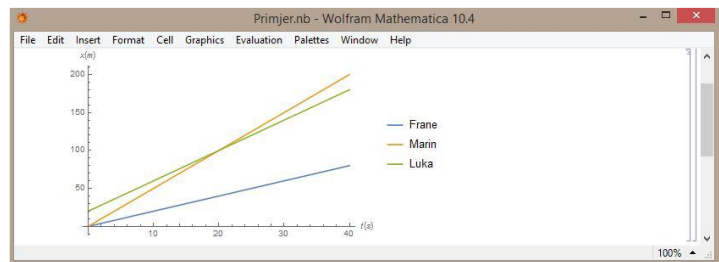 Primjer.nb - Wolfram Mathematica 10.4
File Edit Insert Format Cell Graphics Evaluation Palettes Window Help
x(m)
200
150
100
50
10 20 30 40 t(s)
Frane
Marin
Luka
100%